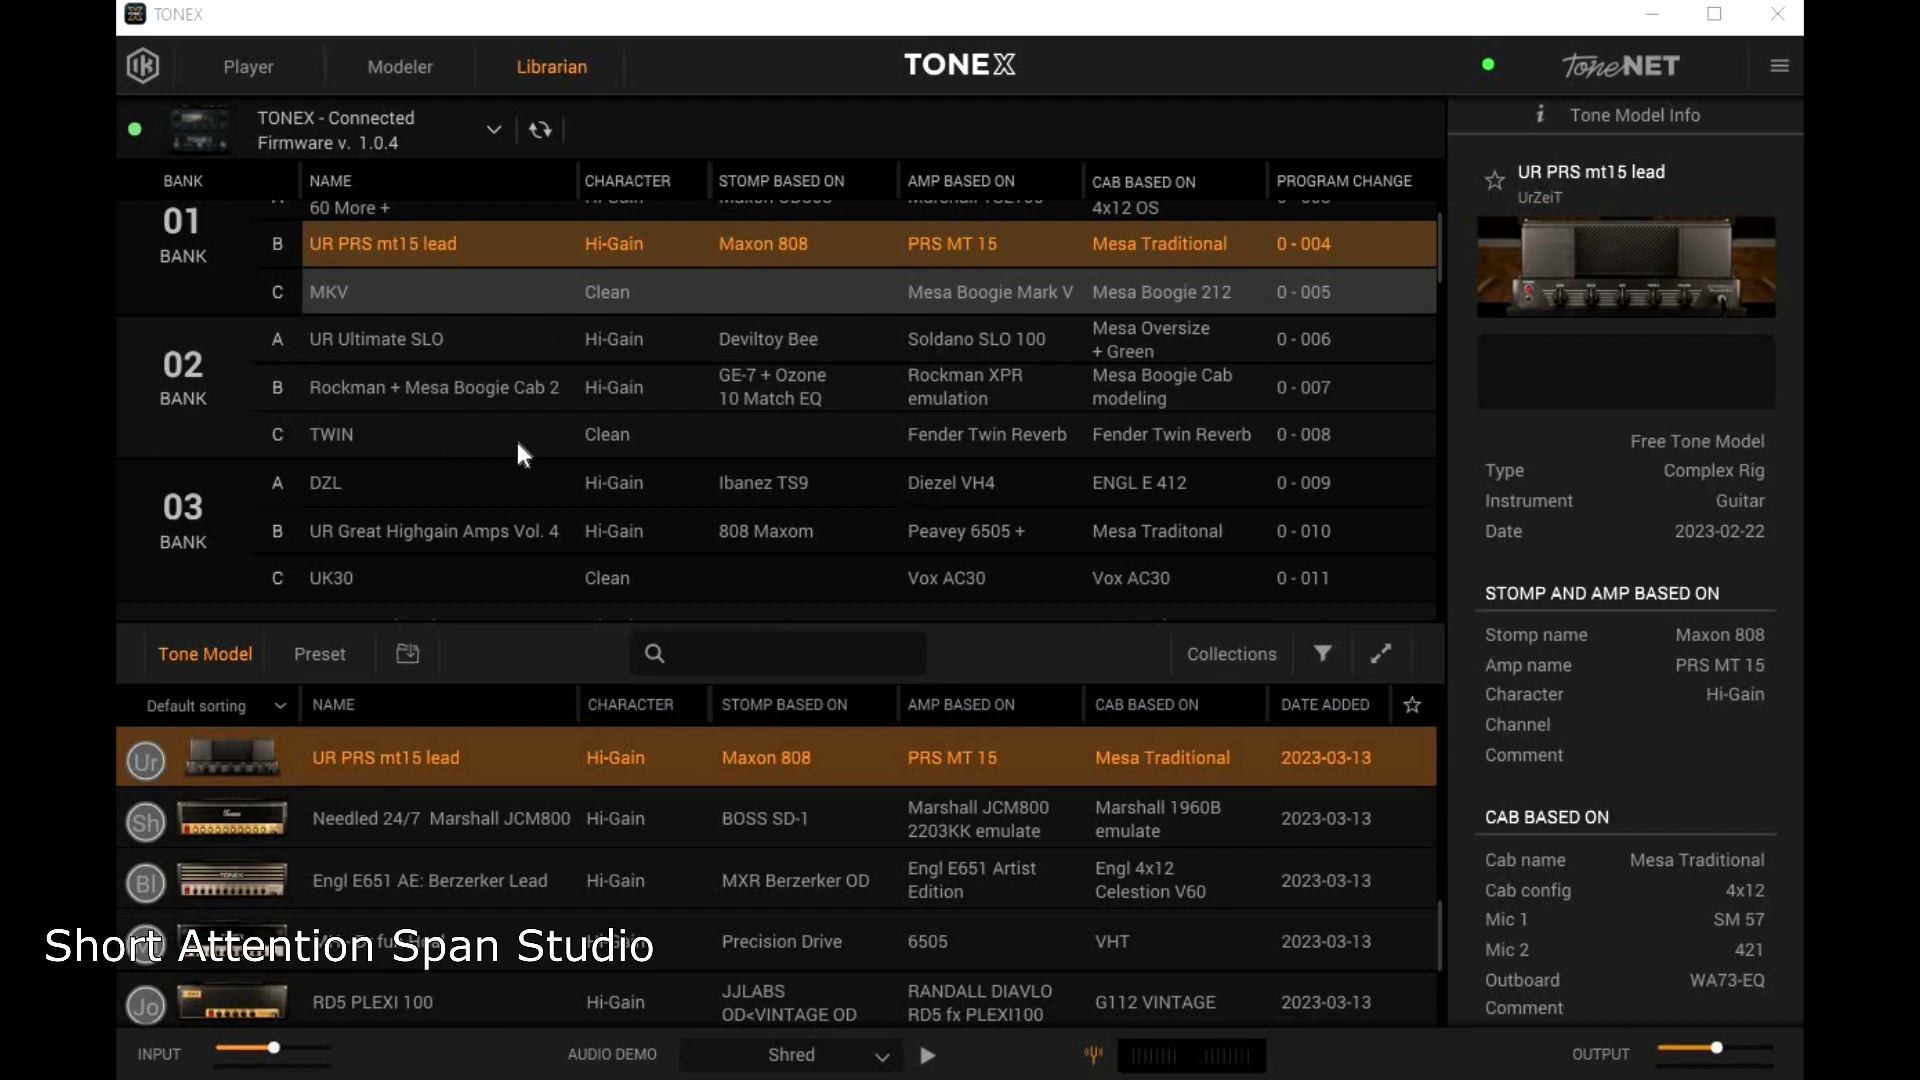 TONEX
Player
Modeler
Librarian
TONEX
ToneNET
TONEX - Connected
Firmware v. 1.0.4
i Tone Model Info
BANK NAME CHARACTER STOMP BASED ON AMP BASED ON CAB BASED ON PROGRAM CHANGE
01
BANK
60 More +
4x12 OS
B UR PRS mt15 lead Hi-Gain Maxon 808 PRS MT 15 Mesa Traditional 0 - 004
C MKV Clean Mesa Boogie Mark V Mesa Boogie 212 0 - 005
02
BANK
A UR Ultimate SLO Hi-Gain Deviltoy Bee Soldano SLO 100 Mesa Oversize + Green 0 - 006
B Rockman + Mesa Boogie Cab 2 Hi-Gain GE-7 + Ozone 10 Match EQ Rockman XPR emulation Mesa Boogie Cab modeling 0 - 007
C TWIN Clean Fender Twin Reverb Fender Twin Reverb 0 - 008
03
BANK
A DZL Hi-Gain Ibanez TS9 Diezel VH4 ENGL E 412 0 - 009
B UR Great Highgain Amps Vol. 4 Hi-Gain 808 Maxom Peavey 6505 + Mesa Traditonal 0 - 010
C UK30 Clean Vox AC30 Vox AC30 0 - 011
Tone Model
Preset
Collections
Default sorting NAME CHARACTER STOMP BASED ON AMP BASED ON CAB BASED ON DATE ADDED
Ur UR PRS mt15 lead Hi-Gain Maxon 808 PRS MT 15 Mesa Traditional 2023-03-13
Sh Needled 24/7 Marshall JCM800 Hi-Gain BOSS SD-1 Marshall JCM800 2203KK emulate Marshall 1960B emulate 2023-03-13
Bl Engl E651 AE: Berzerker Lead Hi-Gain MXR Berzerker OD Engl E651 Artist Edition Engl 4x12 Celestion V60 2023-03-13
Precision Drive 6505 VHT 2023-03-13
Short Attention Span Studio
Jo RD5 PLEXI 100 Hi-Gain JJLABS OD<VINTAGE OD RANDALL DIAVLO RD5 fx PLEXI100 G112 VINTAGE 2023-03-13
INPUT
AUDIO DEMO
Shred
OUTPUT
UR PRS mt15 lead
UrZeiT
Free Tone Model
Type Complex Rig
Instrument Guitar
Date 2023-02-22
STOMP AND AMP BASED ON
Stomp name Maxon 808
Amp name PRS MT 15
Character Hi-Gain
Channel
Comment
CAB BASED ON
Cab name Mesa Traditional
Cab config 4x12
Mic 1 SM 57
Mic 2 421
Outboard WA73-EQ
Comment